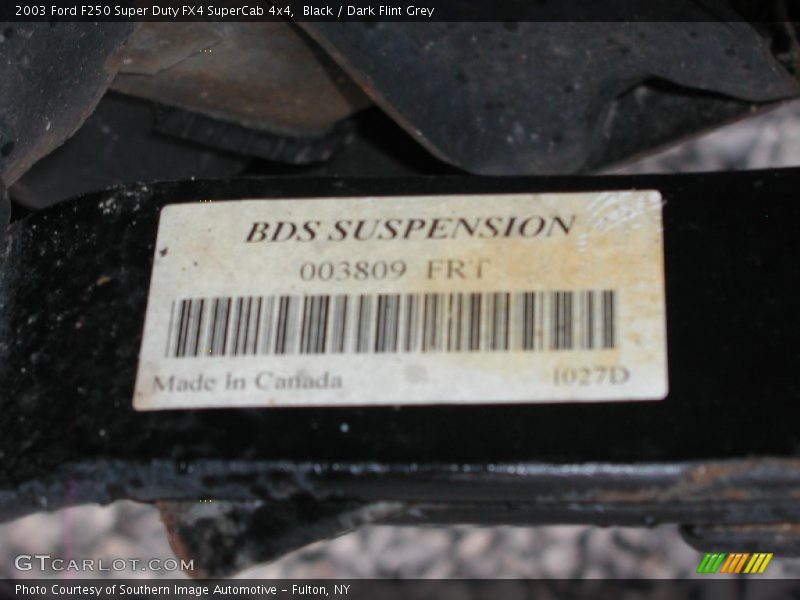 2003 Ford F250 Super Duty FX4 SuperCab 4x4, Black / Dark Flint Grey
BDS SUSPENSION
003809 FRT
Made In Canada
1027D
GTCARLOT.COM
Photo Courtesy of Southern Image Automotive - Fulton, NY